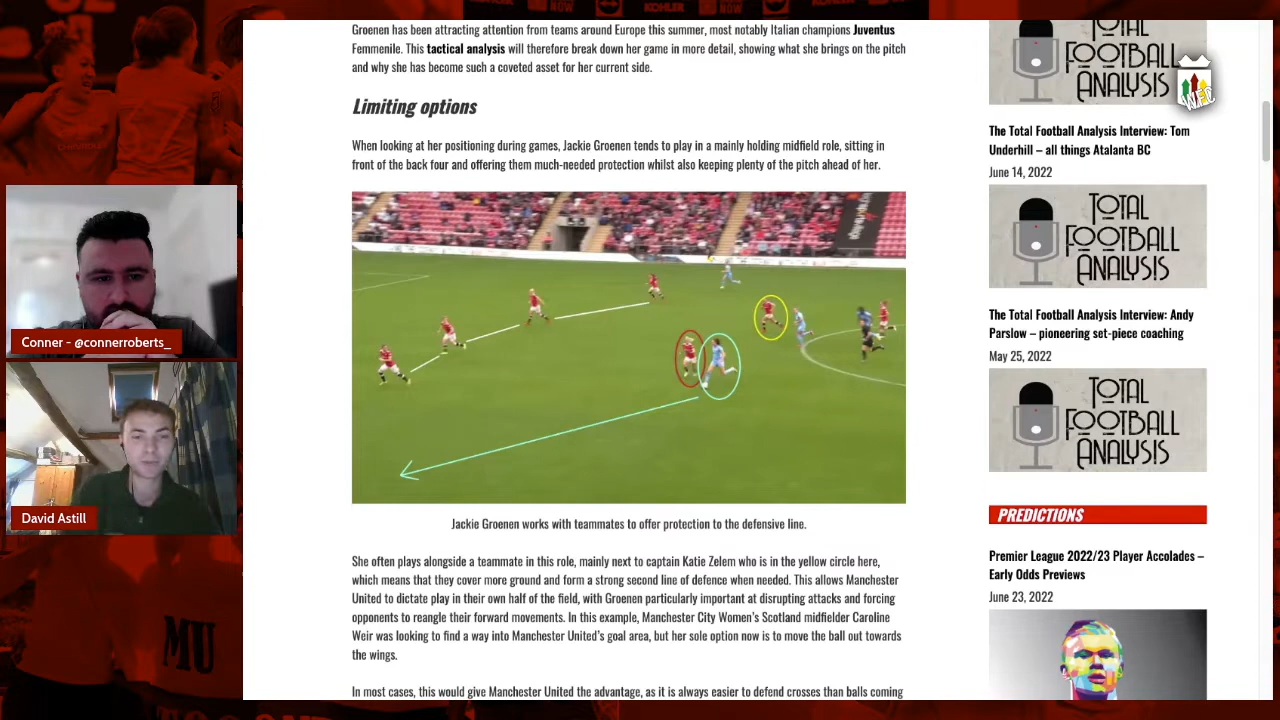 Groenen has been attracting attention from teams around Europe this summer, most notably Italian champions Juventus
Femmenile. This tactical analysis will therefore break down her game in more detail, showing what she brings on the pitch
and why she has become such a coveted asset for her current side.
Limiting options
When looking at her positioning during games, Jackie Groenen tends to play in a mainly holding midfield role, sitting in
front of the back four and offering them much-needed protection whilst also keeping plenty of the pitch ahead of her.
Jackie Groenen works with teammates to offer protection to the defensive line.
She often plays alongside a teammate in this role, mainly next to captain Katie Zelem who is in the yellow circle here,
which means that they cover more ground and form a strong second line of defence when needed. This allows Manchester
United to dictate play in their own half of the field, with Groenen particularly important at disrupting attacks and forcing
opponents to reangle their forward movements. In this example, Manchester City Women's Scotland midfielder Caroline
Weir was looking to find a way into Manchester United's goal area, but her sole option now is to move the ball out towards
the wings.
In most cases, this would give Manchester United the advantage, as it is always easier to defend crosses than balls coming
TOTAL
FOOTBALL
ANALYSIS
WFC
The Total Football Analysis Interview: Tom
Underhill – all things Atalanta BC
June 14, 2022
TOTAL
FOOTBALL
ANALYSIS
The Total Football Analysis Interview: Andy
Parslow – pioneering set-piece coaching
May 25, 2022
TOTAL
FOOTBALL
ANALYSIS
PREDICTIONS
Premier League 2022/23 Player Accolades –
Early Odds Previews
June 23, 2022
Conner - @connerroberts_
David Astill
KOHLER
KOHLER
MU